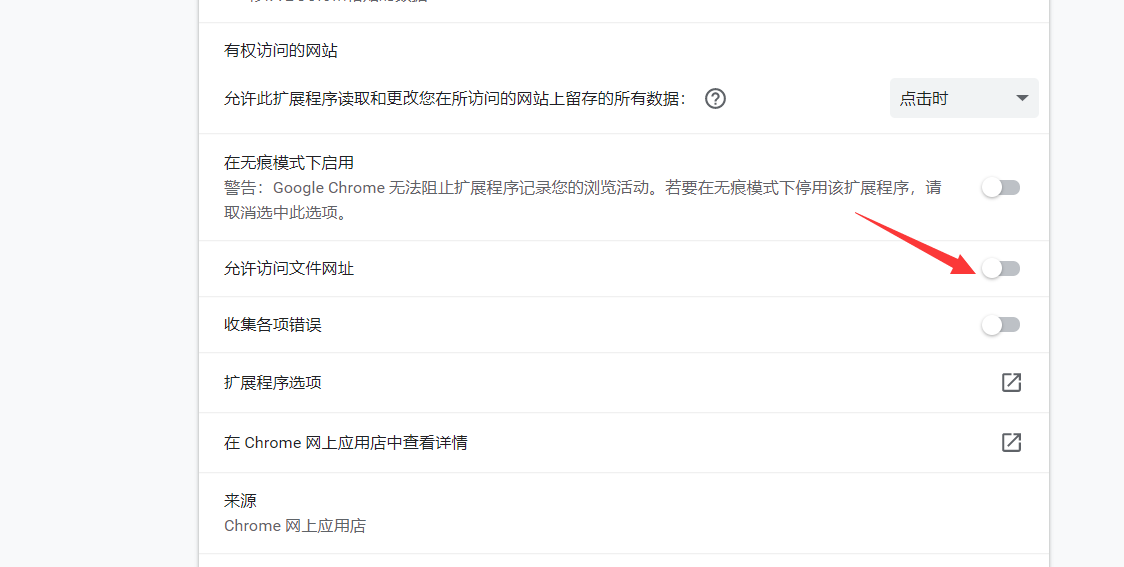 有权访问的网站
允许此扩展程序读取和更改您在所访问的网站上留存的所有数据：
点击时
在无痕模式下启用
警告：Google Chrome 无法阻止扩展程序记录您的浏览活动。若要在无痕模式下停用该扩展程序，请
取消选中此选项。
允许访问文件网址
收集各项错误
扩展程序选项
在 Chrome 网上应用店中查看详情
来源
Chrome 网上应用店